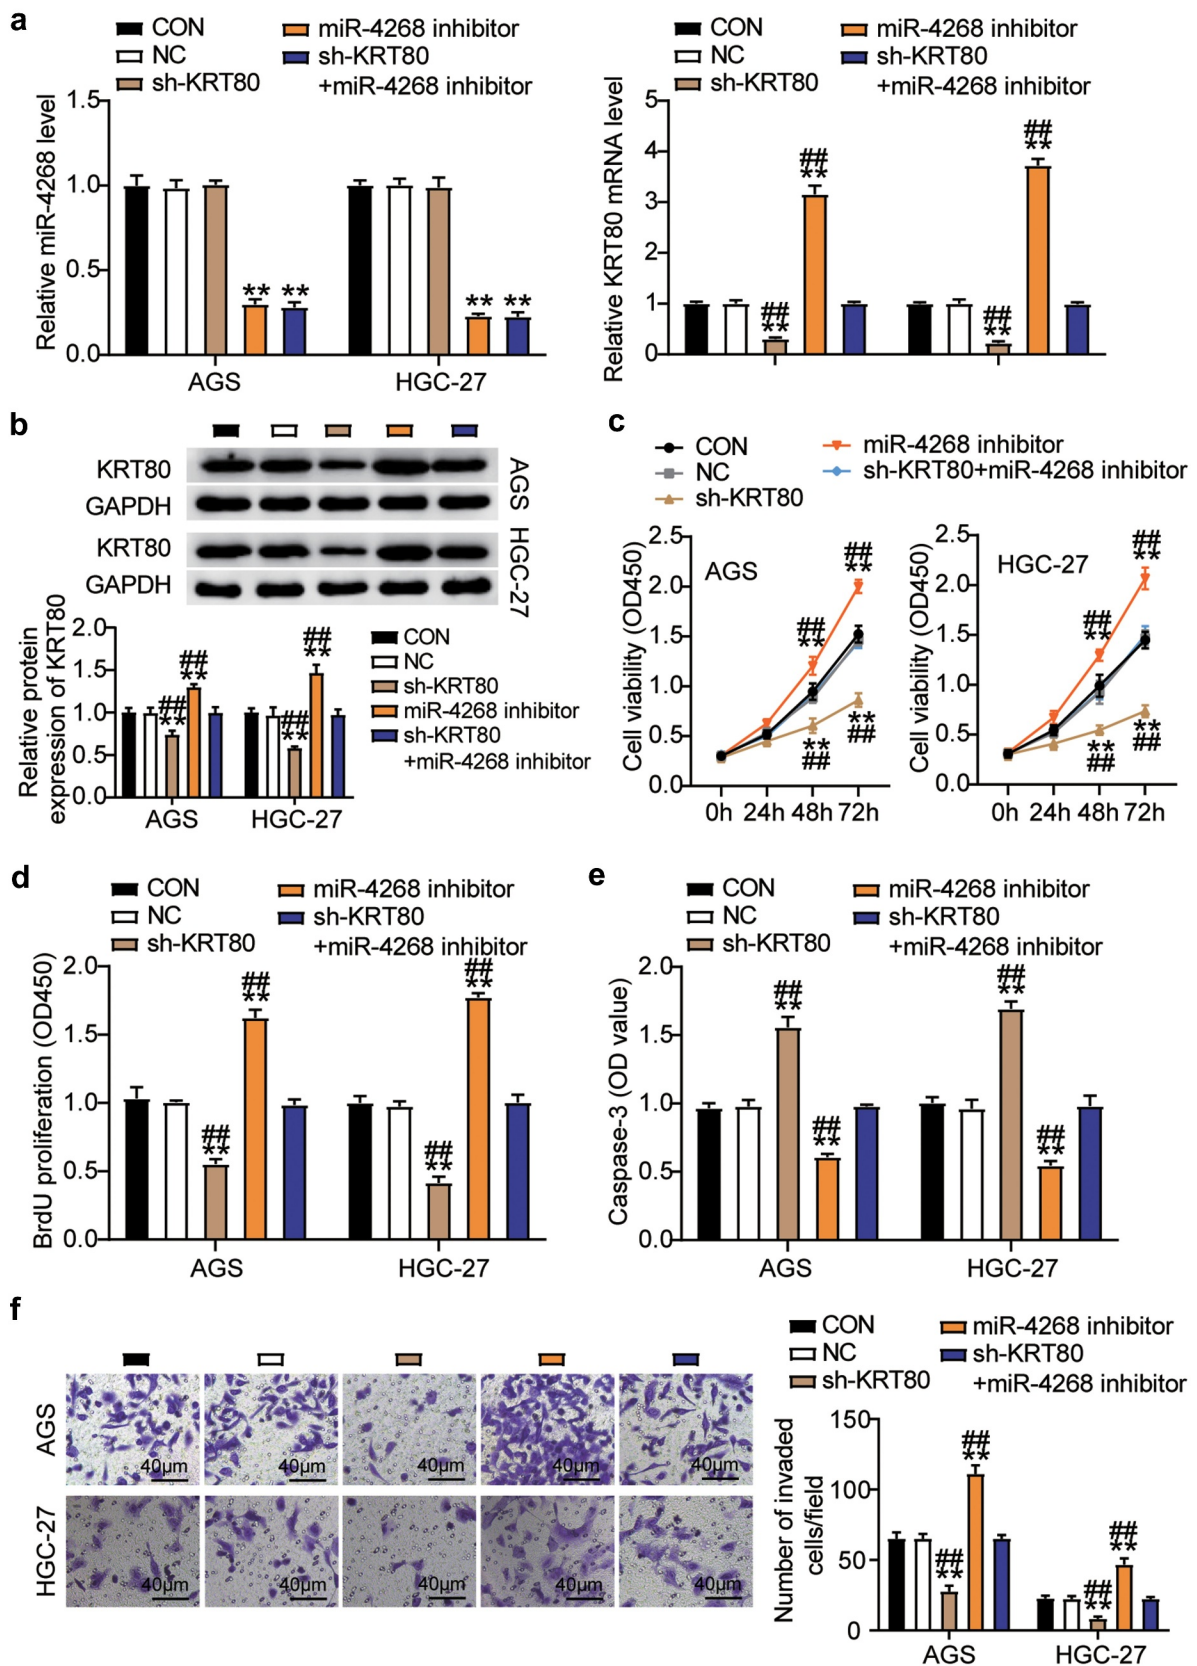 a
CON
NC
sh-KRT80
miR-4268 inhibitor
sh-KRT80
+miR-4268 inhibitor
Relative miR-4268 level
1.5
1.0
0.5
0.0
** **
** **
AGS
HGC-27
CON
NC
sh-KRT80
miR-4268 inhibitor
sh-KRT80
+miR-4268 inhibitor
Relative KRT80 mRNA level
5
4
3
2
1
0
##
**
##
**
##
**
##
**
b
KRT80
GAPDH
AGS
KRT80
GAPDH
HGC-27
Relative protein
expression of KRT80
2.0
1.5
1.0
0.5
0.0
##
**
##
**
##
**
##
**
AGS
HGC-27
CON
NC
sh-KRT80
miR-4268 inhibitor
sh-KRT80
+miR-4268 inhibitor
c
CON
NC
sh-KRT80
miR-4268 inhibitor
sh-KRT80+miR-4268 inhibitor
Cell viability (OD450)
2.5
2.0
1.5
1.0
0.5
0.0
AGS
##
**
##
**
**
##
**
##
0h 24h 48h 72h
Cell viability (OD450)
2.5
2.0
1.5
1.0
0.5
0.0
HGC-27
##
**
##
**
**
##
**
##
0h 24h 48h 72h
d
CON
NC
sh-KRT80
miR-4268 inhibitor
sh-KRT80
+miR-4268 inhibitor
BrdU proliferation (OD450)
2.0
1.5
1.0
0.5
0.0
##
**
##
**
##
**
##
**
AGS
HGC-27
e
CON
NC
sh-KRT80
miR-4268 inhibitor
sh-KRT80
+miR-4268 inhibitor
Caspase-3 (OD value)
2.0
1.5
1.0
0.5
0.0
##
**
##
**
##
**
##
**
AGS
HGC-27
f
AGS
40μm
40μm
40μm
40μm
40μm
HGC-27
40μm
40μm
40μm
40μm
40μm
CON
NC
sh-KRT80
miR-4268 inhibitor
sh-KRT80
+miR-4268 inhibitor
Number of invaded
cells/field
150
100
50
0
##
**
##
**
##
**
##
**
AGS
HGC-27